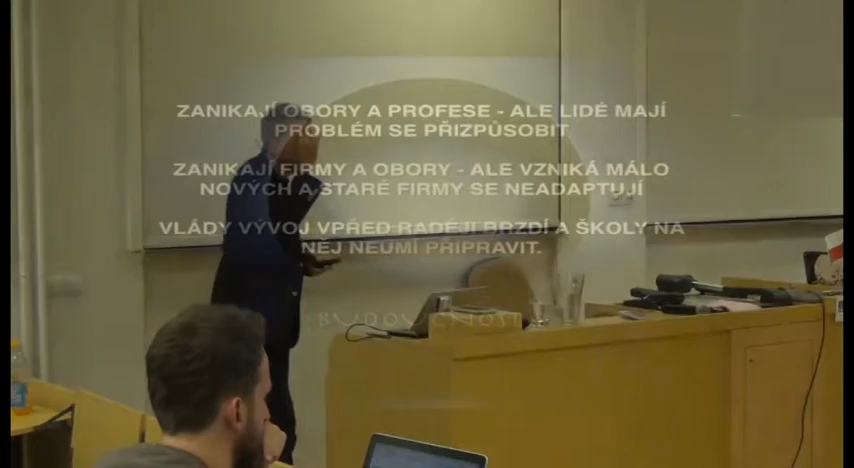 ZANIKAJÍ OBORY A PROFESE - ALE LIDÉ MAJÍ
PROBLÉM SE PŘIZPŮSOBIT
ZANIKAJÍ FIRMY A OBORY - ALE VZNIKÁ MÁLO
NOVÝCH A STARÉ FIRMY SE NEADAPTUJÍ
VLÁDY VÝVOJ VPŘED RADĚJI BRZDÍ A ŠKOLY NA
NĚJ NEUMÍ PŘIPRAVIT.
BUDOUCNOST